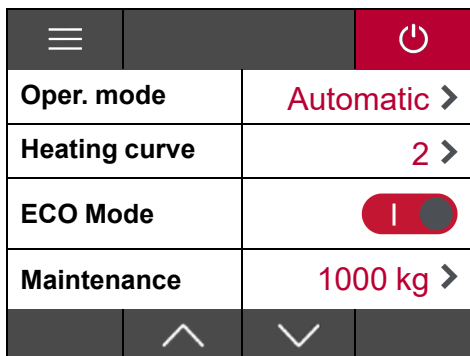 Oper. mode Automatic
Heating curve 2
ECO Mode
Maintenance 1000 kg